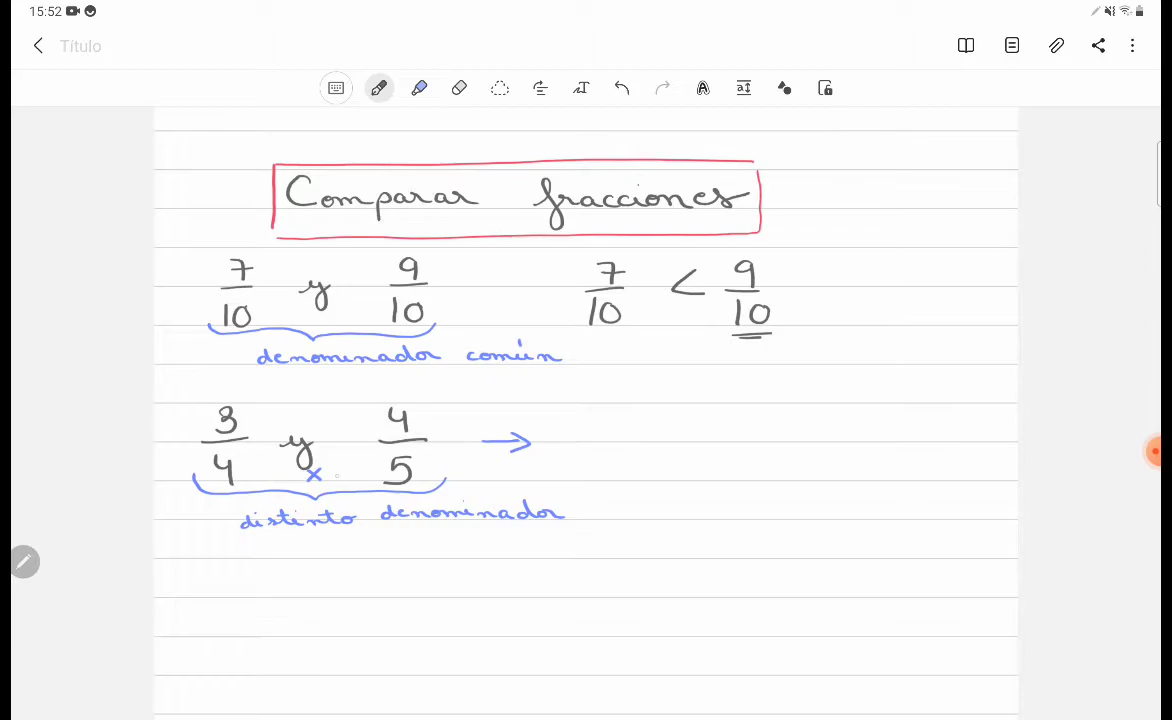 15:52
Título
Comparar fracciones
7/10 y 9/10 7/10 < 9/10
denominador común
3/4 y 4/5 →
x
distinto denominador